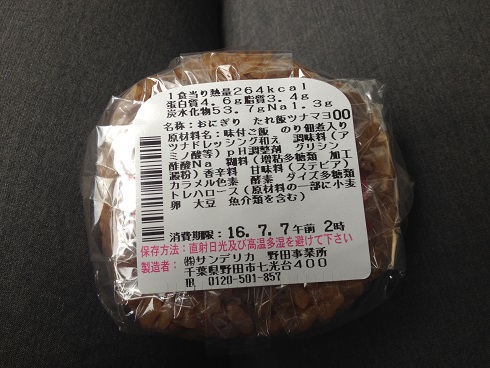 1食当り熱量264kcal
蛋白質4.6g脂質3.4g
炭水化物53.7gNa1.3g
名称:おにぎり たれ飯ツナマヨ00
原材料名:味付ご飯 のり佃煮入り
ツナドレッシング和え 調味料(ア
ミノ酸等) pH調整剤 グリシン
酢酸Na 糊料(増粘多糖類 加工
澱粉)香辛料 甘味料(ステビア)
カラメル色素 酵素 ダイズ多糖類
トレハロース(原材料の一部に小麦
卵 大豆 魚介類を含む)
消費期限:16.7.7午前 2時
保存方法:直射日光及び高温多湿を避けて下さい
製造者:㈱サンデリカ 野田事業所
千葉県野田市七光台400
℡ 0120-501-857